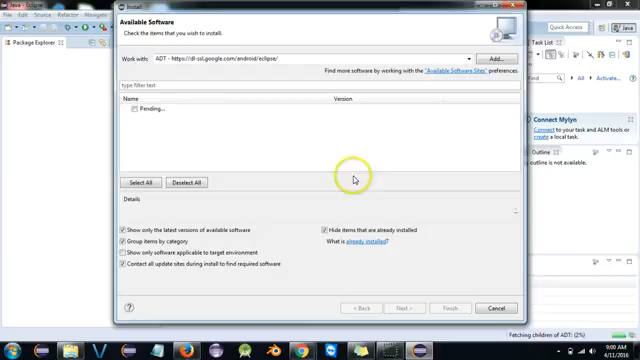 Java - Eclipse
Install
File Edit Source Refactor
Available Software
Check the items that you wish to install.
Quick Access
Java
Package Explorer
Task List
Work with: ADT - https://dl-ssl.google.com/android/eclipse/
Add...
Find more software by working with the "Available Software Sites" preferences.
type filter text
Find
All
Activate...
Name Version
Pending...
Connect Mylyn
Connect to your task and ALM tools or
create a local task.
Outline
outline is not available.
Select All Deselect All
Details
Show only the latest versions of available software
Hide items that are already installed
Group items by category
What is already installed?
Show only software applicable to target environment
Contact all update sites during install to find required software
< Back Next > Finish Cancel
Fetching children of ADT: (2%)
9:00 AM
4/11/2016